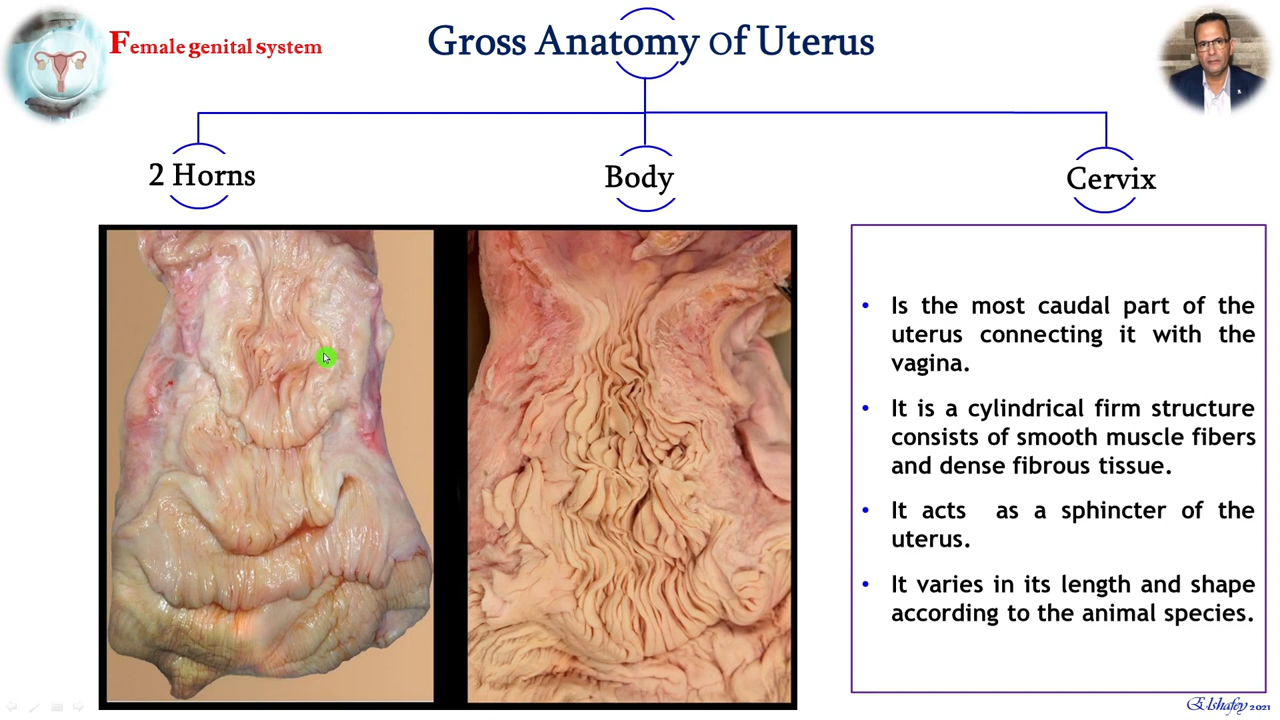 Female genital system
Gross Anatomy Of Uterus
2 Horns
Body
Cervix
• Is the most caudal part of the
uterus connecting it with the
vagina.
• It is a cylindrical firm structure
consists of smooth muscle fibers
and dense fibrous tissue.
• It acts as a sphincter of the
uterus.
• It varies in its length and shape
according to the animal species.
Elshafey 2021